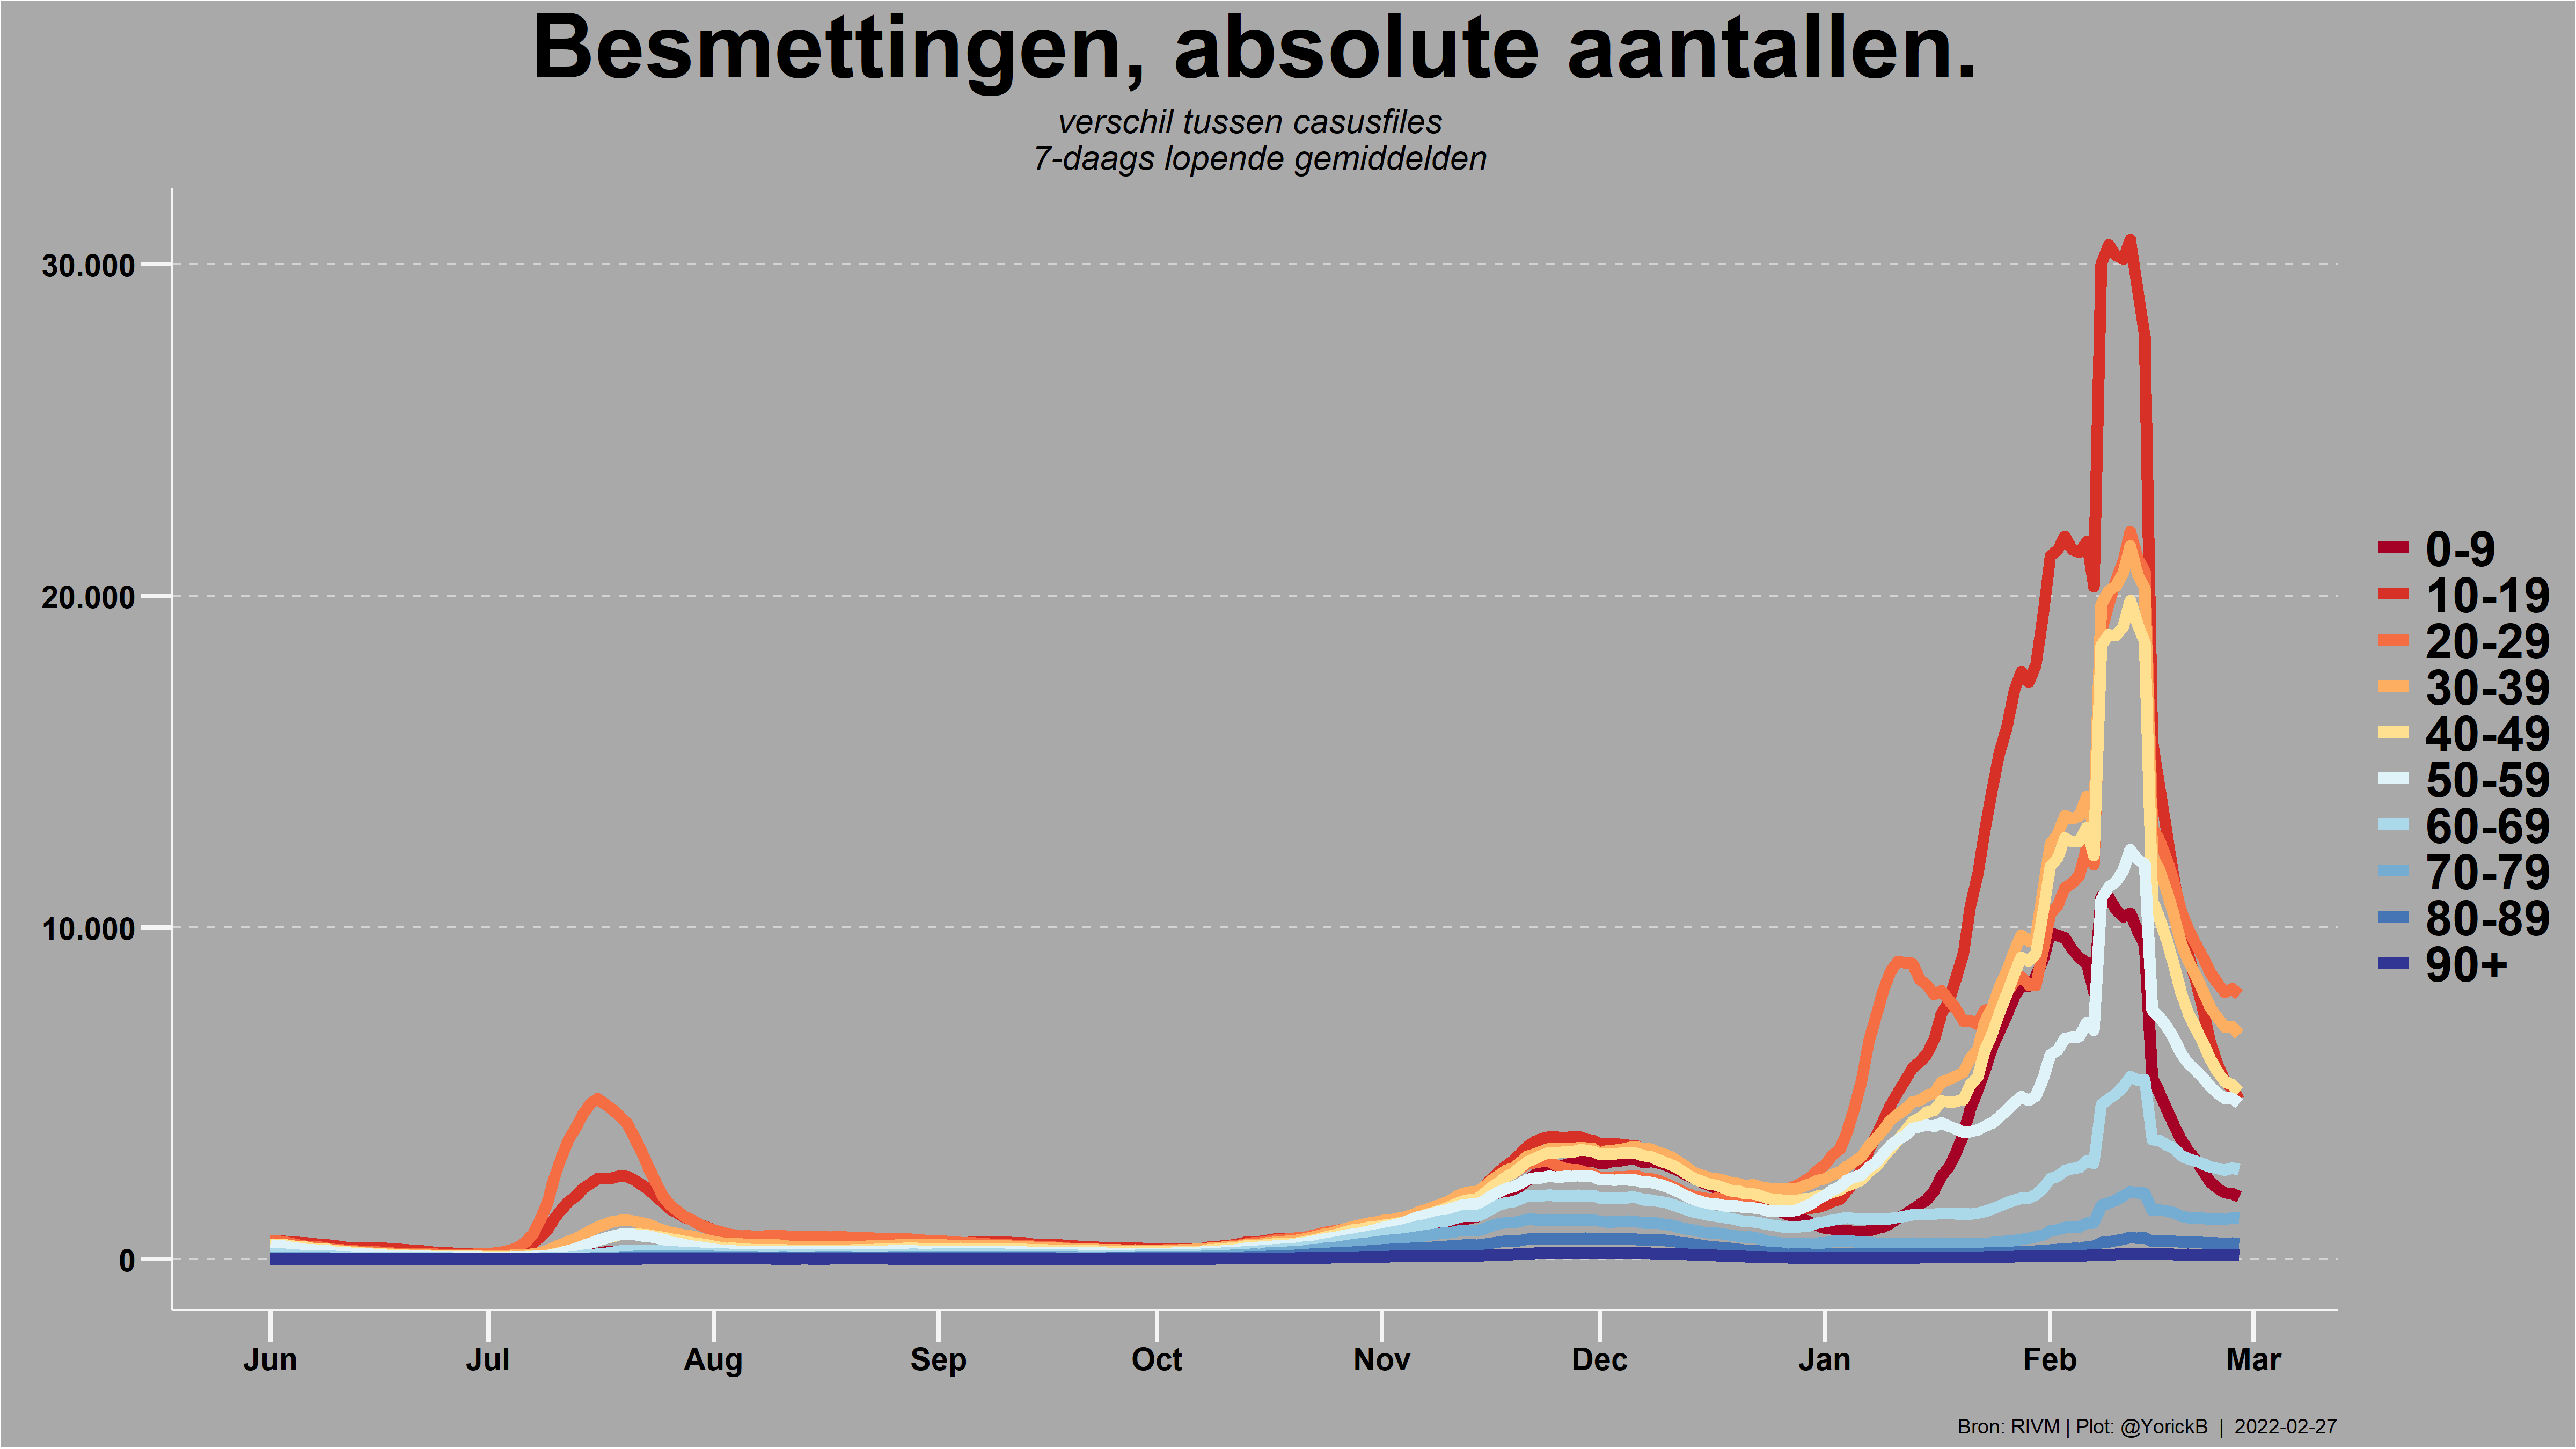 Besmettingen, absolute aantallen.
verschil tussen casusfiles
7-daags lopende gemiddelden
30.000
20.000
10.000
0
Jun Jul Aug Sep Oct Nov Dec Jan Feb Mar
0-9
10-19
20-29
30-39
40-49
50-59
60-69
70-79
80-89
90+
Bron: RIVM | Plot: @YorickB | 2022-02-27